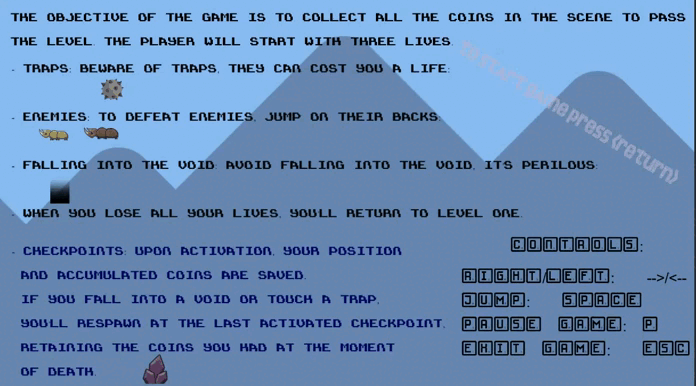 THE OBJECTIVE OF THE GAME IS TO COLLECT ALL THE COINS IN THE SCENE TO PASS
THE LEVEL. THE PLAYER WILL START WITH THREE LIVES.
- TRAPS: BEWARE OF TRAPS, THEY CAN COST YOU A LIFE:
- ENEMIES: TO DEFEAT ENEMIES, JUMP ON THEIR BACKS:
- FALLING INTO THE VOID: AVOID FALLING INTO THE VOID, IT'S PERILOUS:
- WHEN YOU LOSE ALL YOUR LIVES, YOU'LL RETURN TO LEVEL ONE.
- CHECKPOINTS: UPON ACTIVATION, YOUR POSITION
AND ACCUMULATED COINS ARE SAVED.
IF YOU FALL INTO A VOID OR TOUCH A TRAP,
YOU'LL RESPAWN AT THE LAST ACTIVATED CHECKPOINT,
RETAINING THE COINS YOU HAD AT THE MOMENT
OF DEATH.
To start game press (return)
CONTROLS:
RIGHT/LEFT: -->/<--
JUMP: SPACE
PAUSE GAME: P
EXIT GAME: ESC